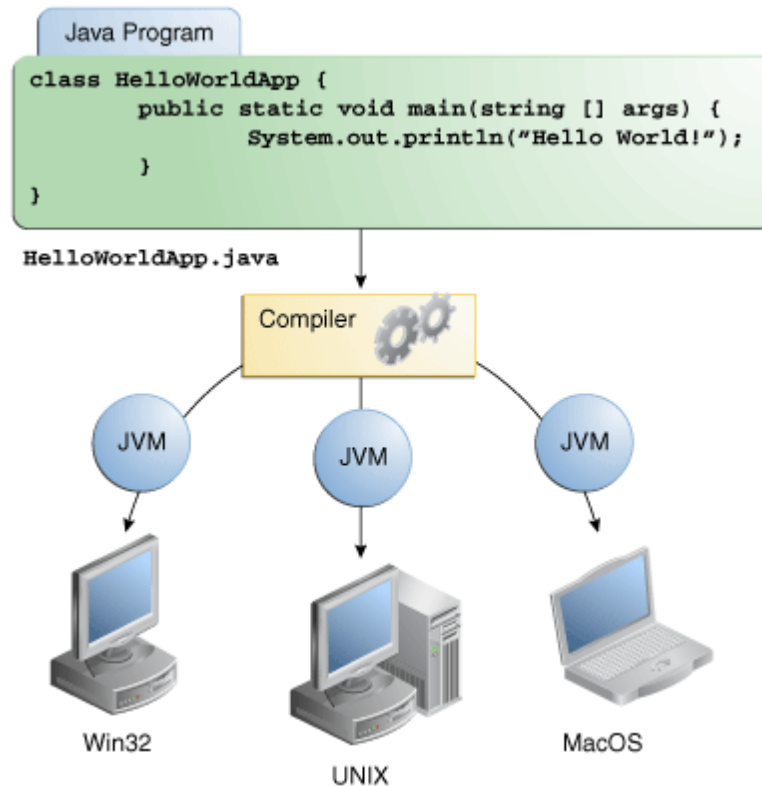 Java Program
class HelloWorldApp {
        public static void main(string [] args) {
                System.out.println(”Hello World!”);
        }
}
HelloWorldApp.java
Compiler
JVM
JVM
JVM
Win32
UNIX
MacOS